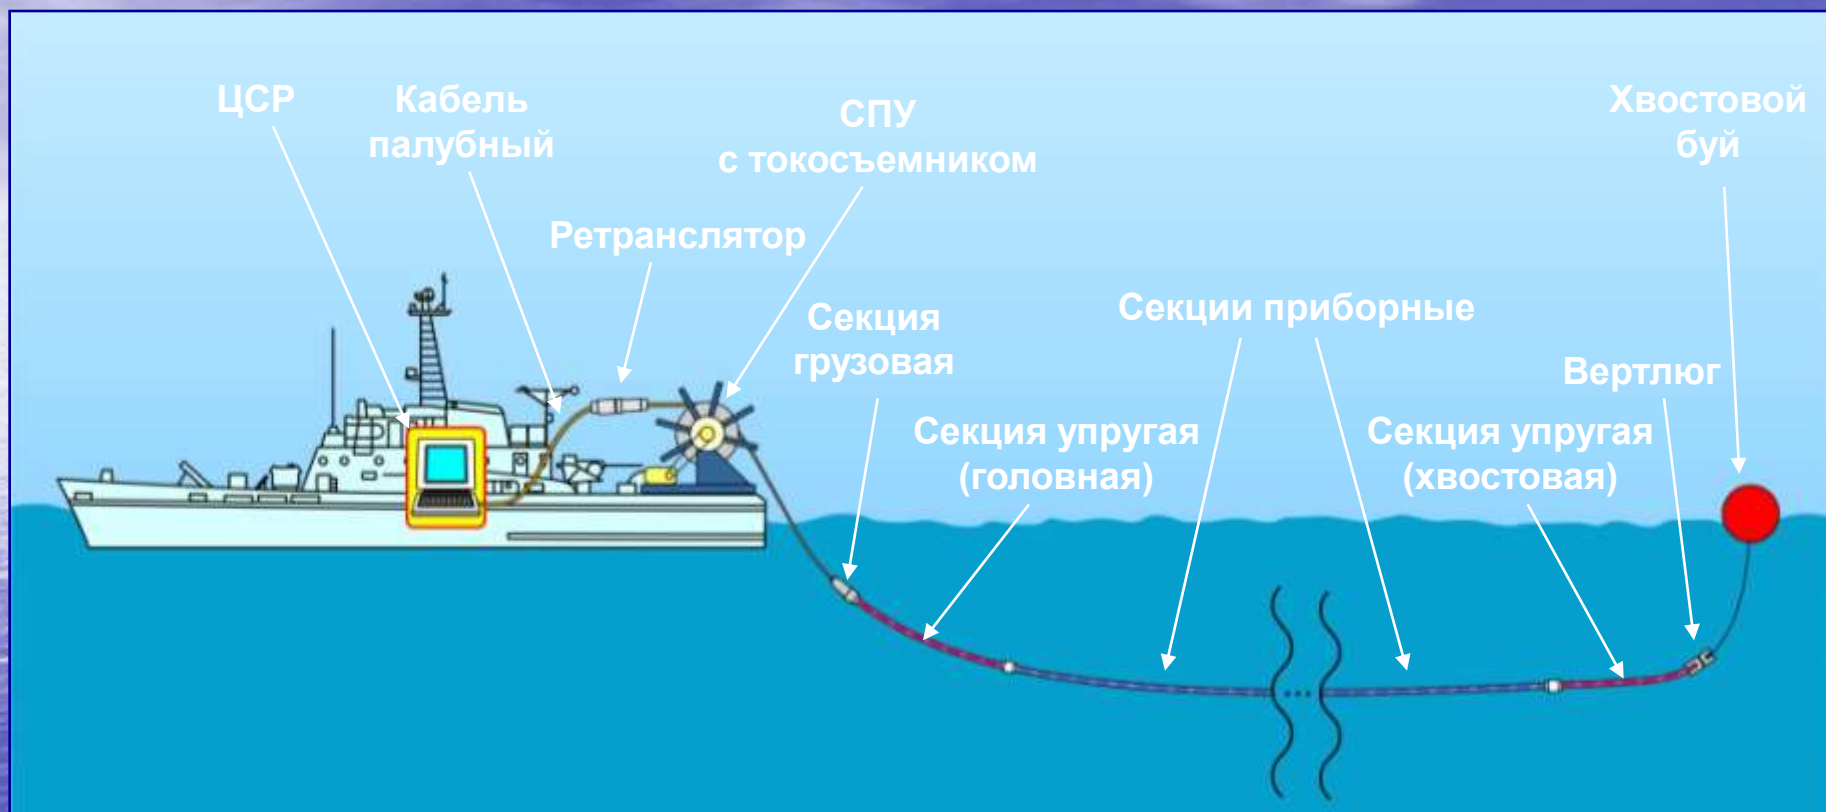 ЦСР
Кабель
палубный
СПУ
с токосъемником
Хвостовой
буй
Ретранслятор
Секция
грузовая
Секции приборные
Вертлюг
Секция упругая
(головная)
Секция упругая
(хвостовая)